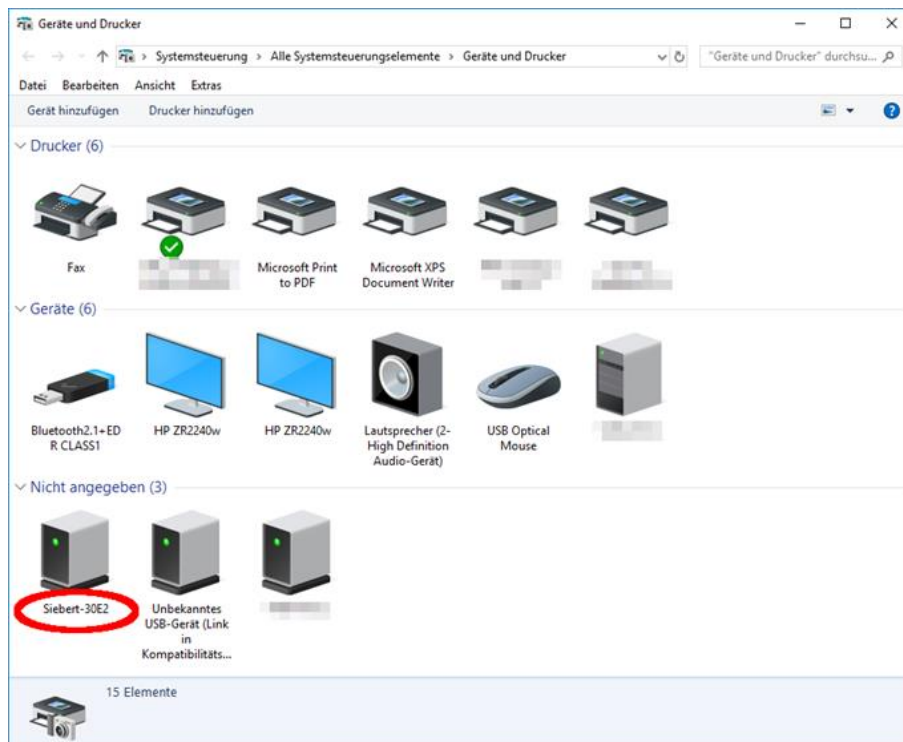 Geräte und Drucker
Systemsteuerung > Alle Systemsteuerungselemente > Geräte und Drucker
"Geräte und Drucker" durchsu...
Datei Bearbeiten Ansicht Extras
Gerät hinzufügen Drucker hinzufügen
Drucker (6)
Fax
Microsoft Print
to PDF
Microsoft XPS
Document Writer
Geräte (6)
Bluetooth2.1+ED
R CLASS1
HP ZR2240w
HP ZR2240w
Lautsprecher (2-
High Definition
Audio-Gerät)
USB Optical
Mouse
Nicht angegeben (3)
Siebert-30E2
Unbekanntes
USB-Gerät (Link
in
Kompatibilitäts...
15 Elemente